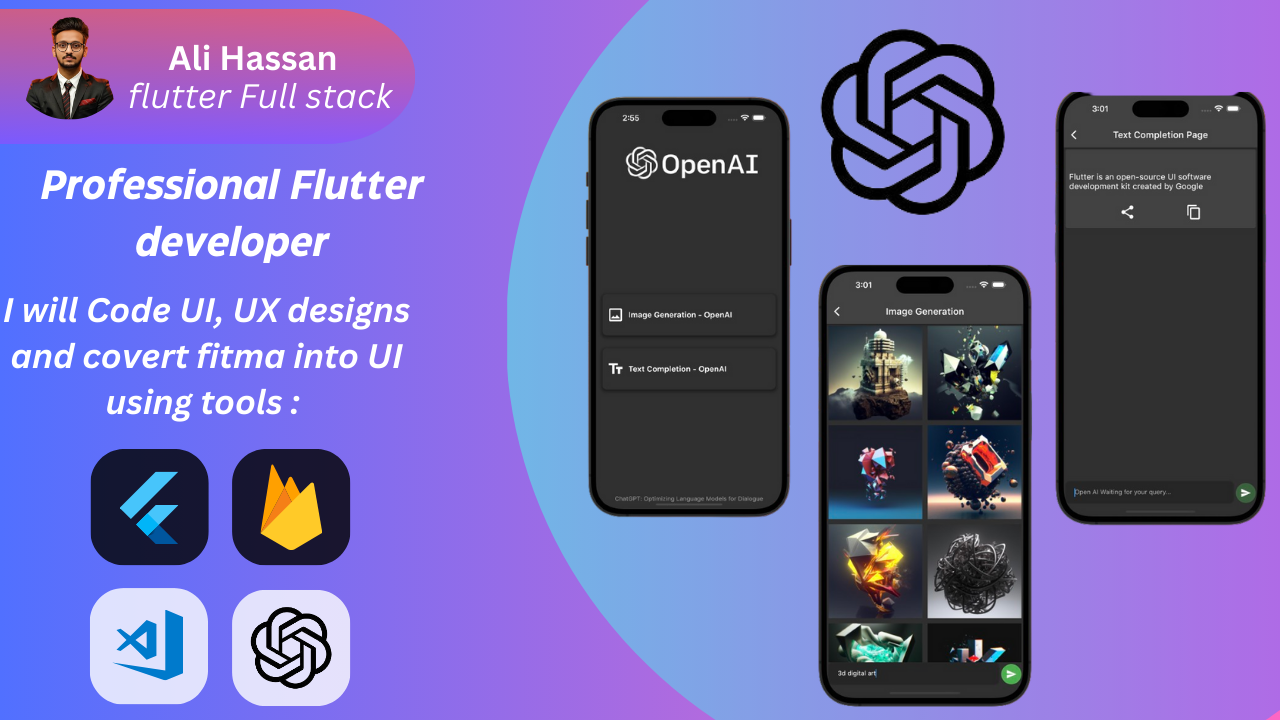 Ali Hassan
flutter Full stack
Professional Flutter
developer
I will Code UI, UX designs
and covert fitma into UI
using tools :
2:55
OpenAI
Image Generation - OpenAI
Text Completion - OpenAI
ChatGPT: Optimizing Language Models for Dialogue
3:01
Image Generation
3d digital art
3:01
Text Completion Page
Flutter is an open-source UI software
development kit created by Google
Open AI Waiting for your query...